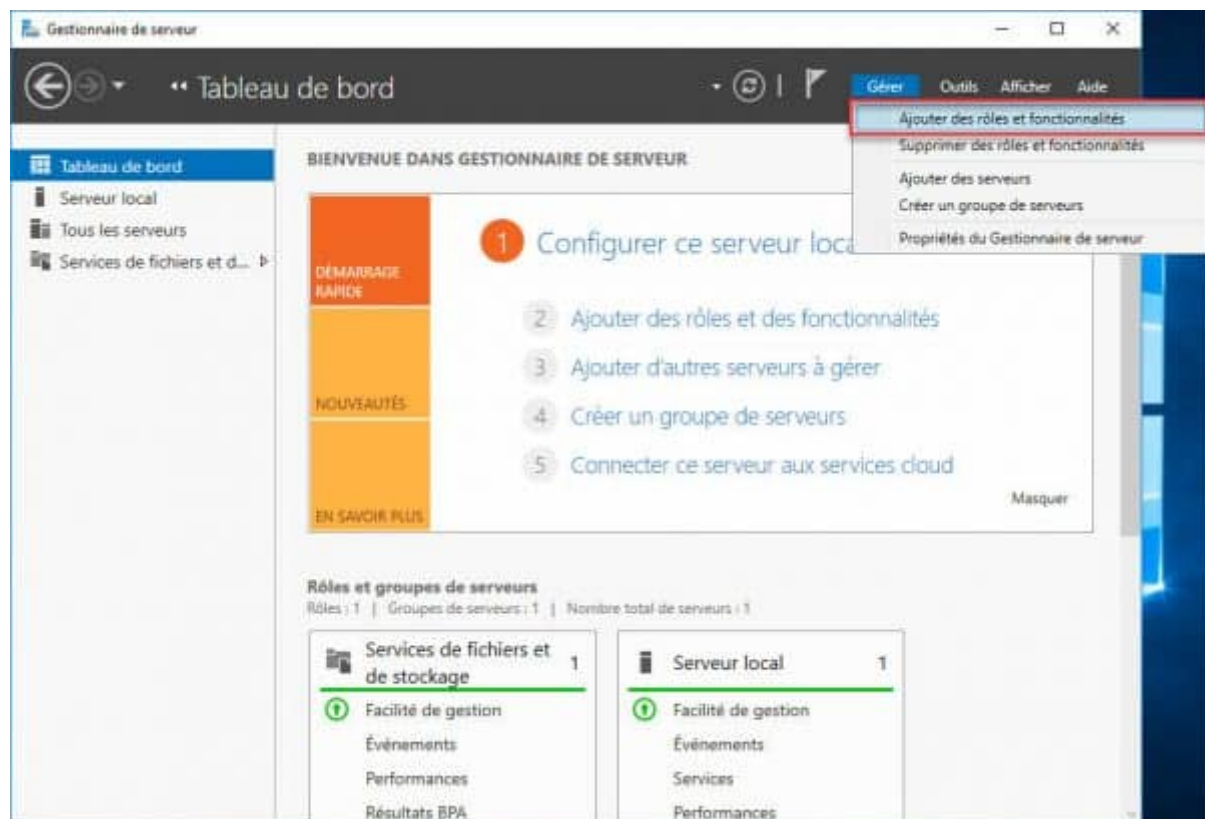 Gestionnaire de serveur
Tableau de bord
Gérer Outils Afficher Aide
Ajouter des rôles et fonctionnalités
Supprimer des rôles et fonctionnalités
Ajouter des serveurs
Créer un groupe de serveurs
Propriétés du Gestionnaire de serveur
Tableau de bord
Serveur local
Tous les serveurs
Services de fichiers et d...
BIENVENUE DANS GESTIONNAIRE DE SERVEUR
DÉMARRAGE
RAPIDE
NOUVEAUTÉS
EN SAVOIR PLUS
1 Configurer ce serveur loca
2 Ajouter des rôles et des fonctionnalités
3 Ajouter d'autres serveurs à gérer
4 Créer un groupe de serveurs
5 Connecter ce serveur aux services cloud
Masquer
Rôles et groupes de serveurs
Rôles : 1 | Groupes de serveurs : 1 | Nombre total de serveurs : 1
Services de fichiers et
de stockage
1
Facilité de gestion
Événements
Performances
Résultats BPA
Serveur local 1
Facilité de gestion
Événements
Services
Performances